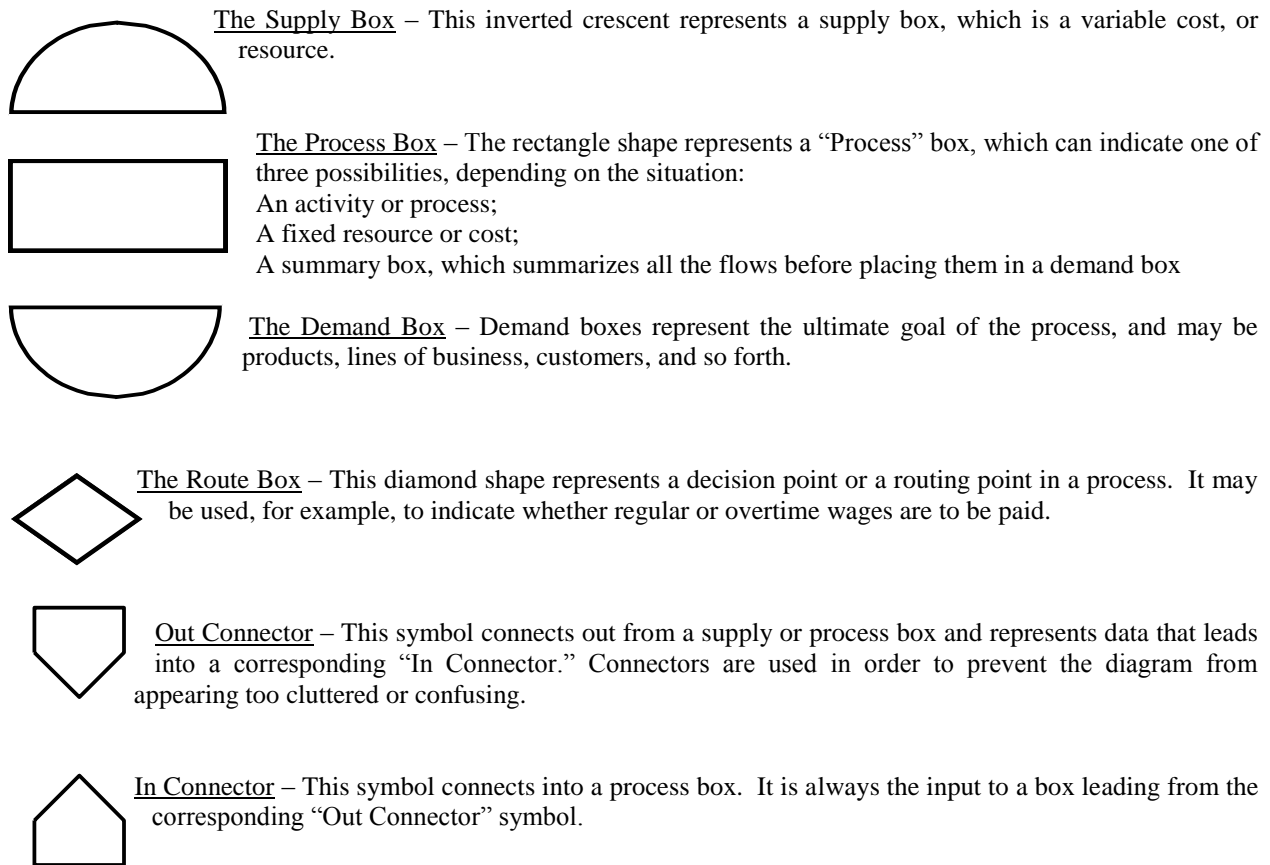 The Supply Box – This inverted crescent represents a supply box, which is a variable cost, or
resource.
The Process Box – The rectangle shape represents a “Process” box, which can indicate one of
three possibilities, depending on the situation:
An activity or process;
A fixed resource or cost;
A summary box, which summarizes all the flows before placing them in a demand box
The Demand Box – Demand boxes represent the ultimate goal of the process, and may be
products, lines of business, customers, and so forth.
The Route Box – This diamond shape represents a decision point or a routing point in a process.  It may
be used, for example, to indicate whether regular or overtime wages are to be paid.
Out Connector – This symbol connects out from a supply or process box and represents data that leads
into a corresponding “In Connector.” Connectors are used in order to prevent the diagram from
appearing too cluttered or confusing.
In Connector – This symbol connects into a process box.  It is always the input to a box leading from the
corresponding “Out Connector” symbol.